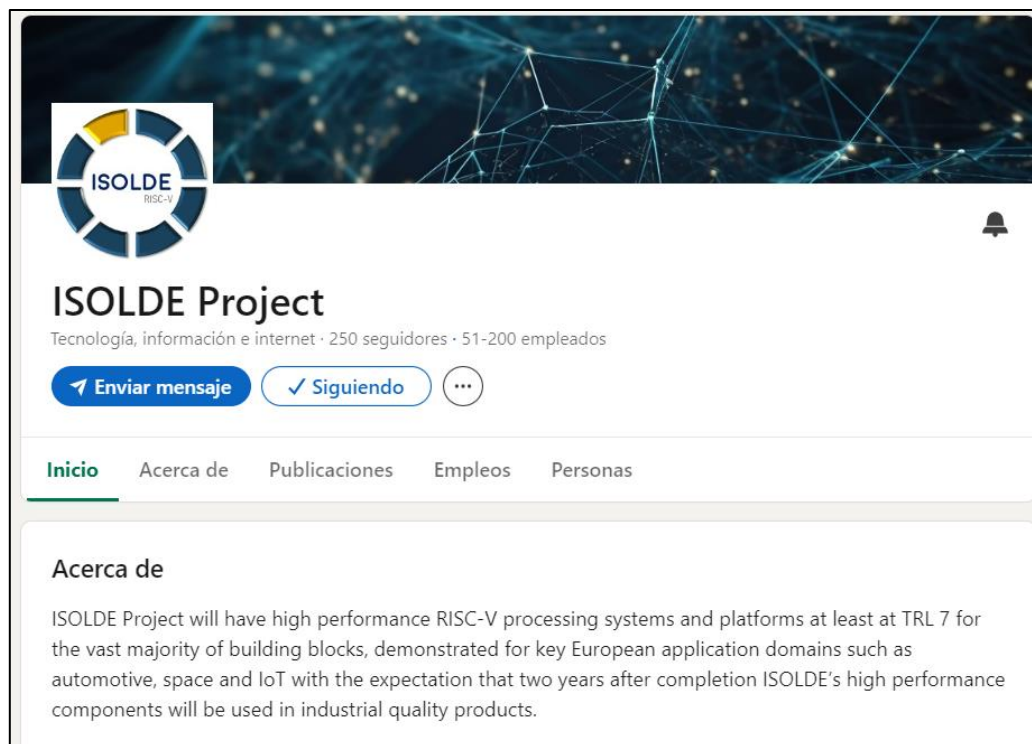 ISOLDE
RISC-V
ISOLDE Project
Tecnología, información e internet · 250 seguidores · 51-200 empleados
Enviar mensaje Siguiendo
Inicio Acerca de Publicaciones Empleos Personas
Acerca de
ISOLDE Project will have high performance RISC-V processing systems and platforms at least at TRL 7 for
the vast majority of building blocks, demonstrated for key European application domains such as
automotive, space and IoT with the expectation that two years after completion ISOLDE’s high performance
components will be used in industrial quality products.